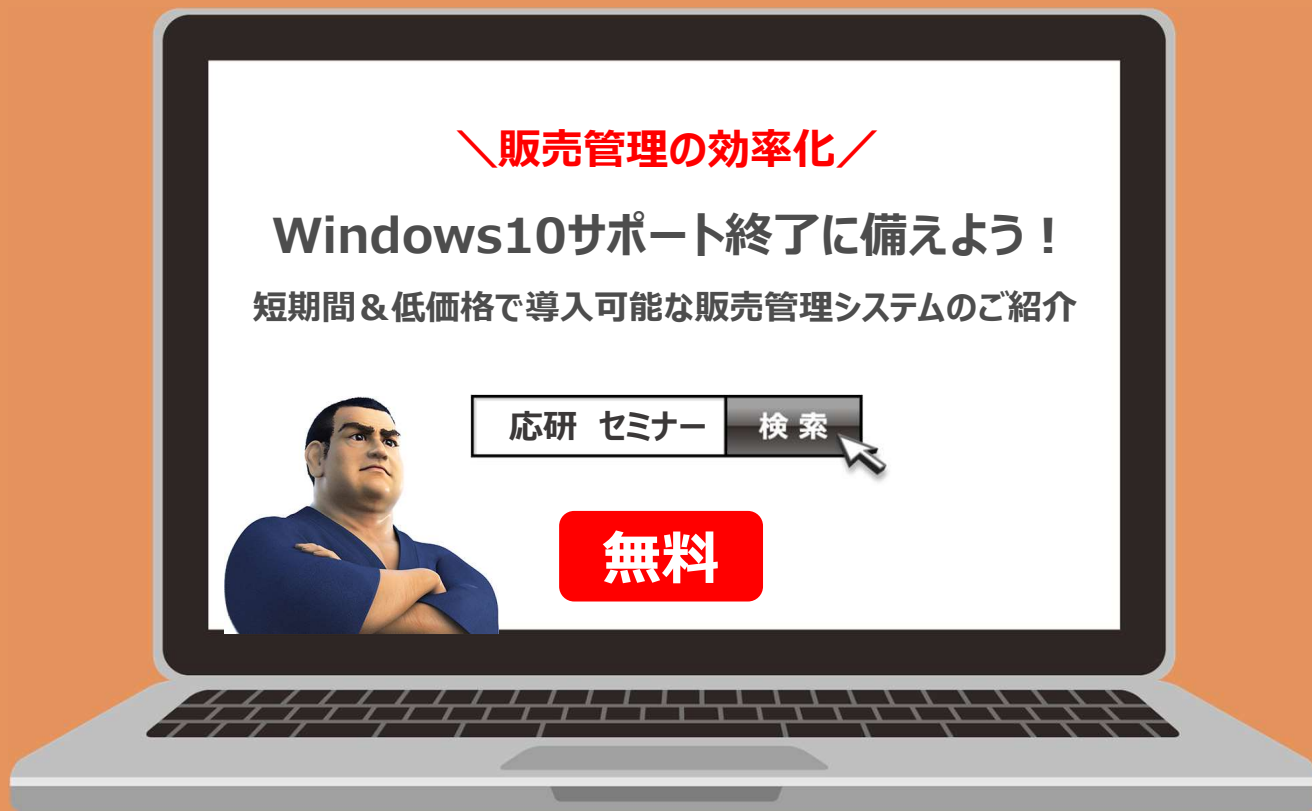 ＼販売管理の効率化／
Windows10サポート終了に備えよう！
短期間＆低価格で導入可能な販売管理システムのご紹介
応研 セミナー 検索
無料